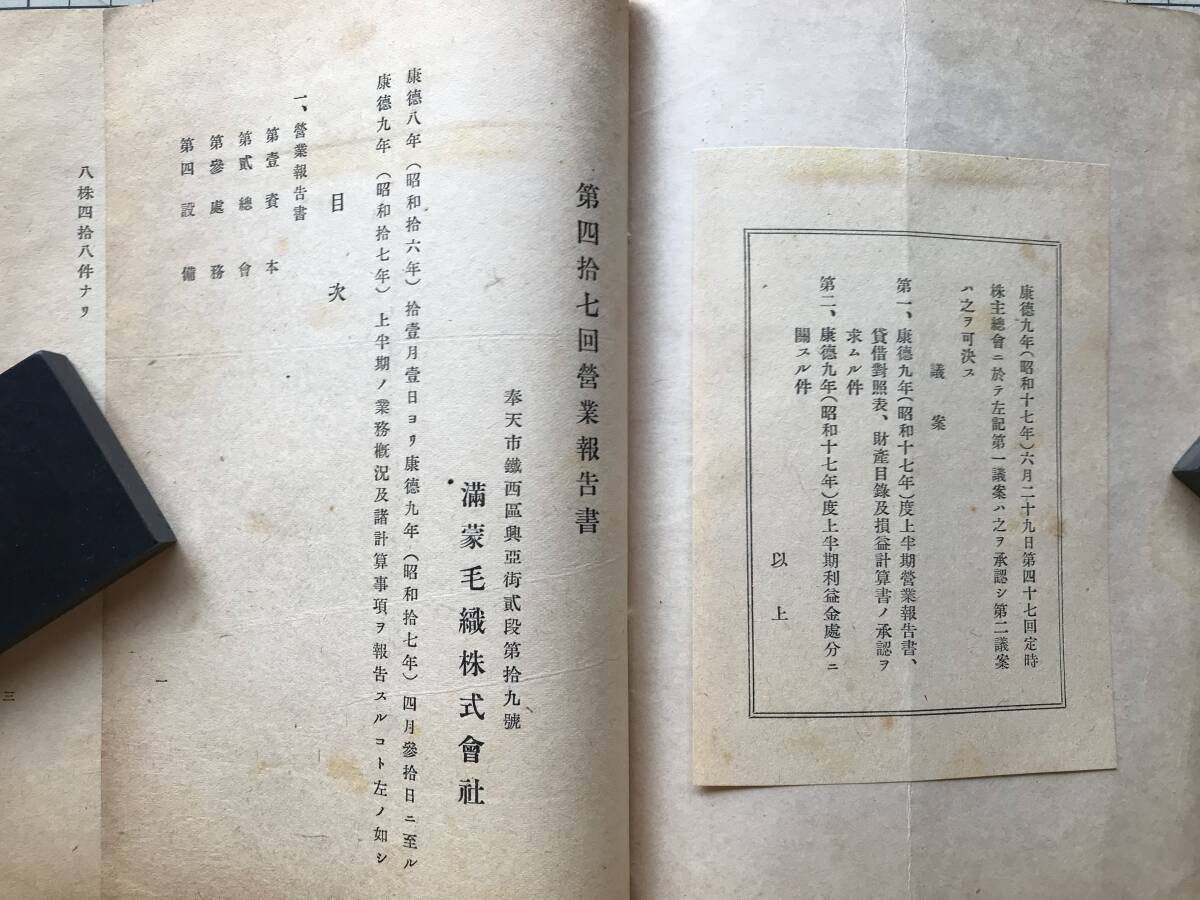 康德九年(昭和十七年)六月二十九日第四十七回定時
株主總會ニ於テ左記第一議案ハ之ヲ承認シ第二議案
ハ之ヲ可決ス
議案
第一、康德九年(昭和十七年)度上半期營業報告書、
貸借對照表、財產目錄及損益計算書ノ承認ヲ
求ムル件
第二、康德九年(昭和十七年)度上半期利益金處分ニ
關スル件
以上
第四拾七回營業報告書
奉天市鐵西區興亞街貳段第拾九號
滿蒙毛織株式會社
康德八年(昭和拾六年)拾壹月壹日ヨリ康德九年(昭和拾七年)四月參拾日ニ至ル
康德九年(昭和拾七年)上半期ノ業務槪況及諸計算事項ヲ報告スルコト左ノ如シ
目次
一、營業報告書
第壹資本
第貳總會
第參處務
第四設備
一
八株四拾八件ナリ
三